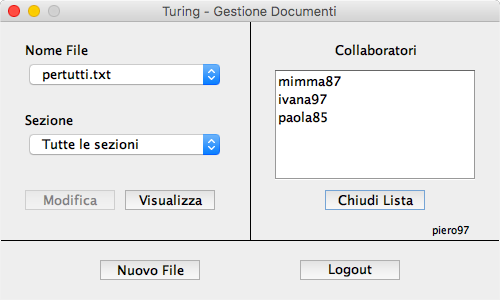 Turing - Gestione Documenti
Nome File
pertutti.txt
Sezione
Tutte le sezioni
Modifica
Visualizza
Collaboratori
mimma87
ivana97
paola85
Chiudi Lista
piero97
Nuovo File
Logout